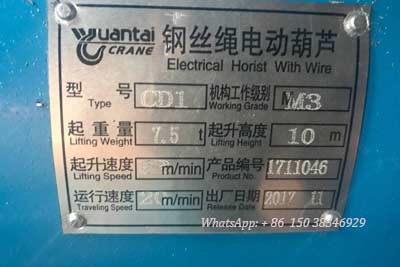 Yuantai
CRANE
钢丝绳电动葫芦
Electrical Horist With Wire
型 号 CD1 机构工作级别 M3
Type Working Grade
起重量 7.5 t 起升高度 10 m
Lifting Weight Lifting Height
起升速度 m/min 产品编号 1711046
Lifting Speed Product No.
运行速度 20 m/min 出厂日期 2017 11
Traveling Speed Release Date
WhatsApp: + 86 150 38346929